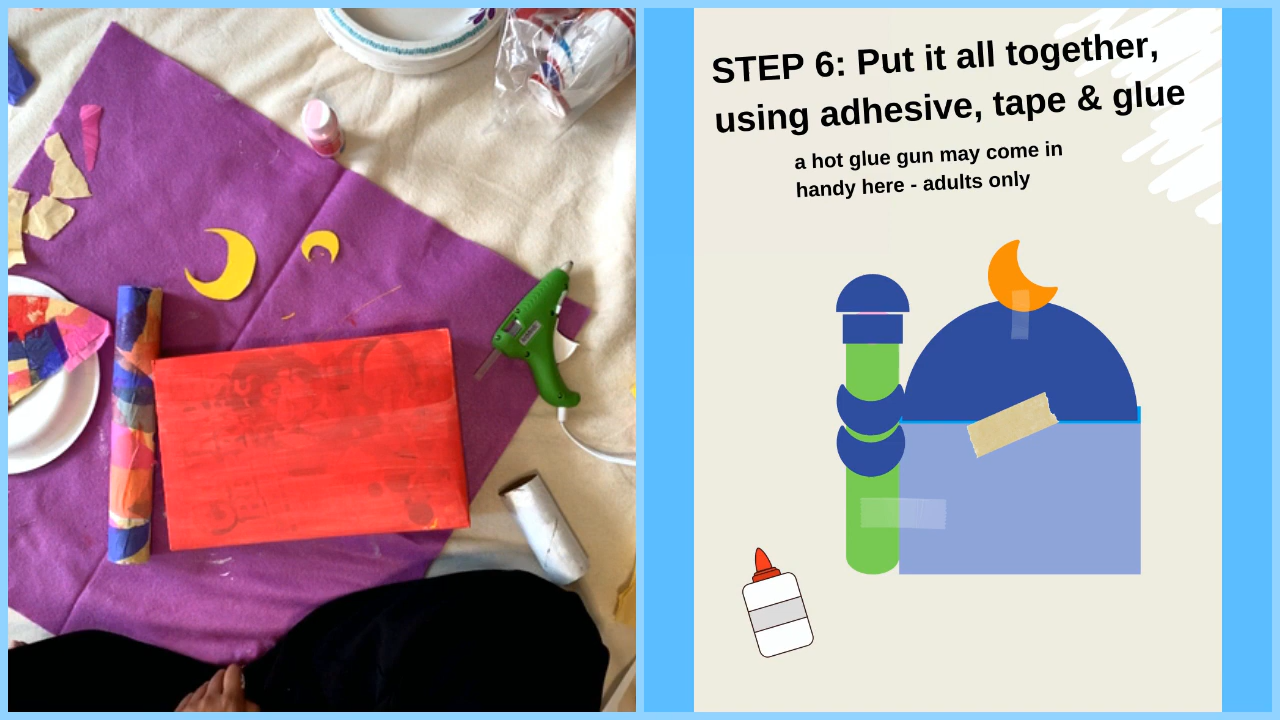 STEP 6: Put it all together,
using adhesive, tape & glue
a hot glue gun may come in
handy here - adults only